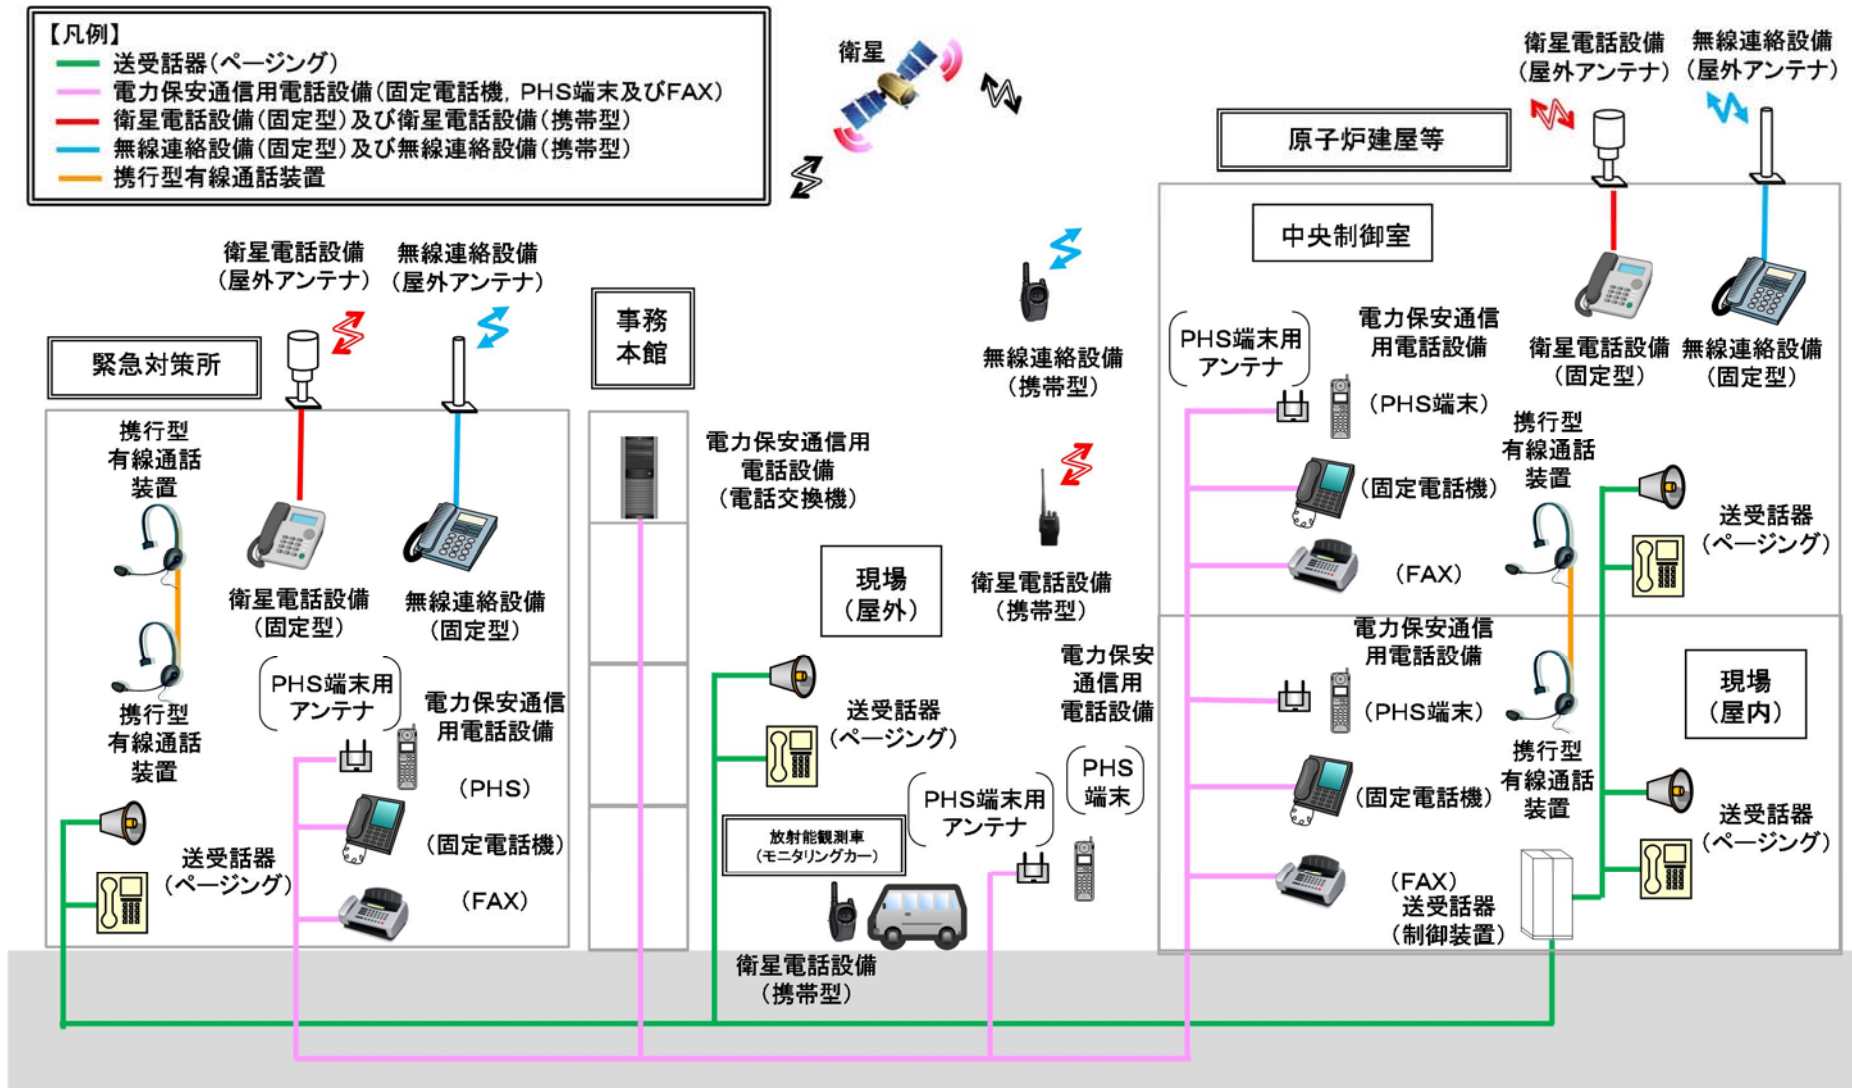 【凡例】
送受話器(ページング)
電力保安通信用電話設備(固定電話機, PHS端末及びFAX)
衛星電話設備(固定型)及び衛星電話設備(携帯型)
無線連絡設備(固定型)及び無線連絡設備(携帯型)
携行型有線通話装置
衛星
衛星電話設備
(屋外アンテナ)
無線連絡設備
(屋外アンテナ)
原子炉建屋等
中央制御室
衛星電話設備
(屋外アンテナ)
無線連絡設備
(屋外アンテナ)
緊急対策所
事務
本館
無線連絡設備
(携帯型)
PHS端末用
アンテナ
電力保安通信
用電話設備
(PHS端末)
衛星電話設備
(固定型)
無線連絡設備
(固定型)
携行型
有線通話
装置
電力保安通信用
電話設備
(電話交換機)
(固定電話機)
携行型
有線通話
装置
送受話器
(ページング)
(FAX)
衛星電話設備
(固定型)
無線連絡設備
(固定型)
現場
(屋外)
衛星電話設備
(携帯型)
電力保安通信
用電話設備
(PHS端末)
現場
(屋内)
PHS端末用
アンテナ
電力保安通信
用電話設備
(PHS)
携行型
有線通話
装置
送受話器
(ページング)
電力保安
通信用
電話設備
PHS
端末
PHS端末用
アンテナ
(固定電話機)
携行型
有線通話
装置
送受話器
(ページング)
送受話器
(ページング)
(固定電話機)
(FAX)
放射能観測車
(モニタリングカー)
衛星電話設備
(携帯型)
(FAX)
送受話器
(制御装置)